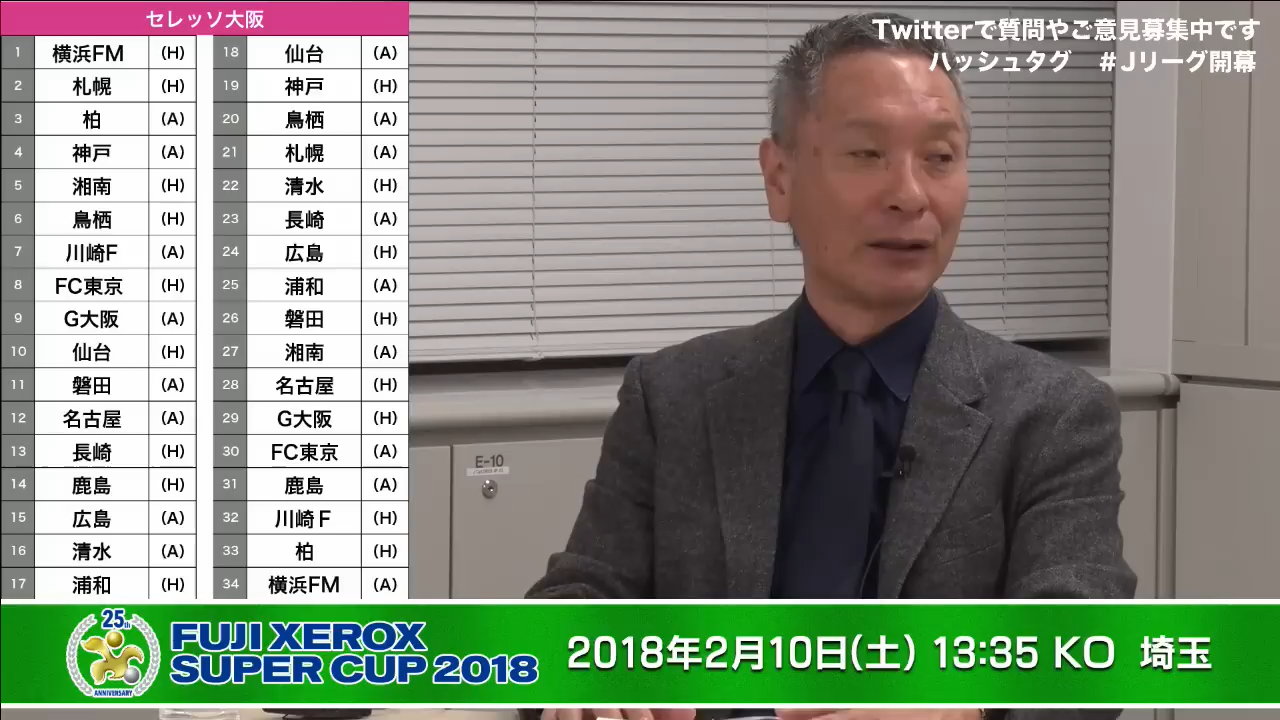 セレッソ大阪
1 横浜FM (H)
2 札幌 (H)
3 柏 (A)
4 神戸 (A)
5 湘南 (H)
6 鳥栖 (H)
7 川崎F (A)
8 FC東京 (H)
9 G大阪 (A)
10 仙台 (H)
11 磐田 (A)
12 名古屋 (A)
13 長崎 (H)
14 鹿島 (H)
15 広島 (A)
16 清水 (A)
17 浦和 (H)
18 仙台 (A)
19 神戸 (H)
20 鳥栖 (A)
21 札幌 (A)
22 清水 (H)
23 長崎 (A)
24 広島 (H)
25 浦和 (A)
26 磐田 (H)
27 湘南 (A)
28 名古屋 (H)
29 G大阪 (H)
30 FC東京 (A)
31 鹿島 (A)
32 川崎F (H)
33 柏 (H)
34 横浜FM (A)
Twitterで質問やご意見募集中です
ハッシュタグ #Jリーグ開幕
E-10
25th
ANNIVERSARY
FUJI XEROX
SUPER CUP 2018
2018年2月10日(土) 13:35 KO 埼玉